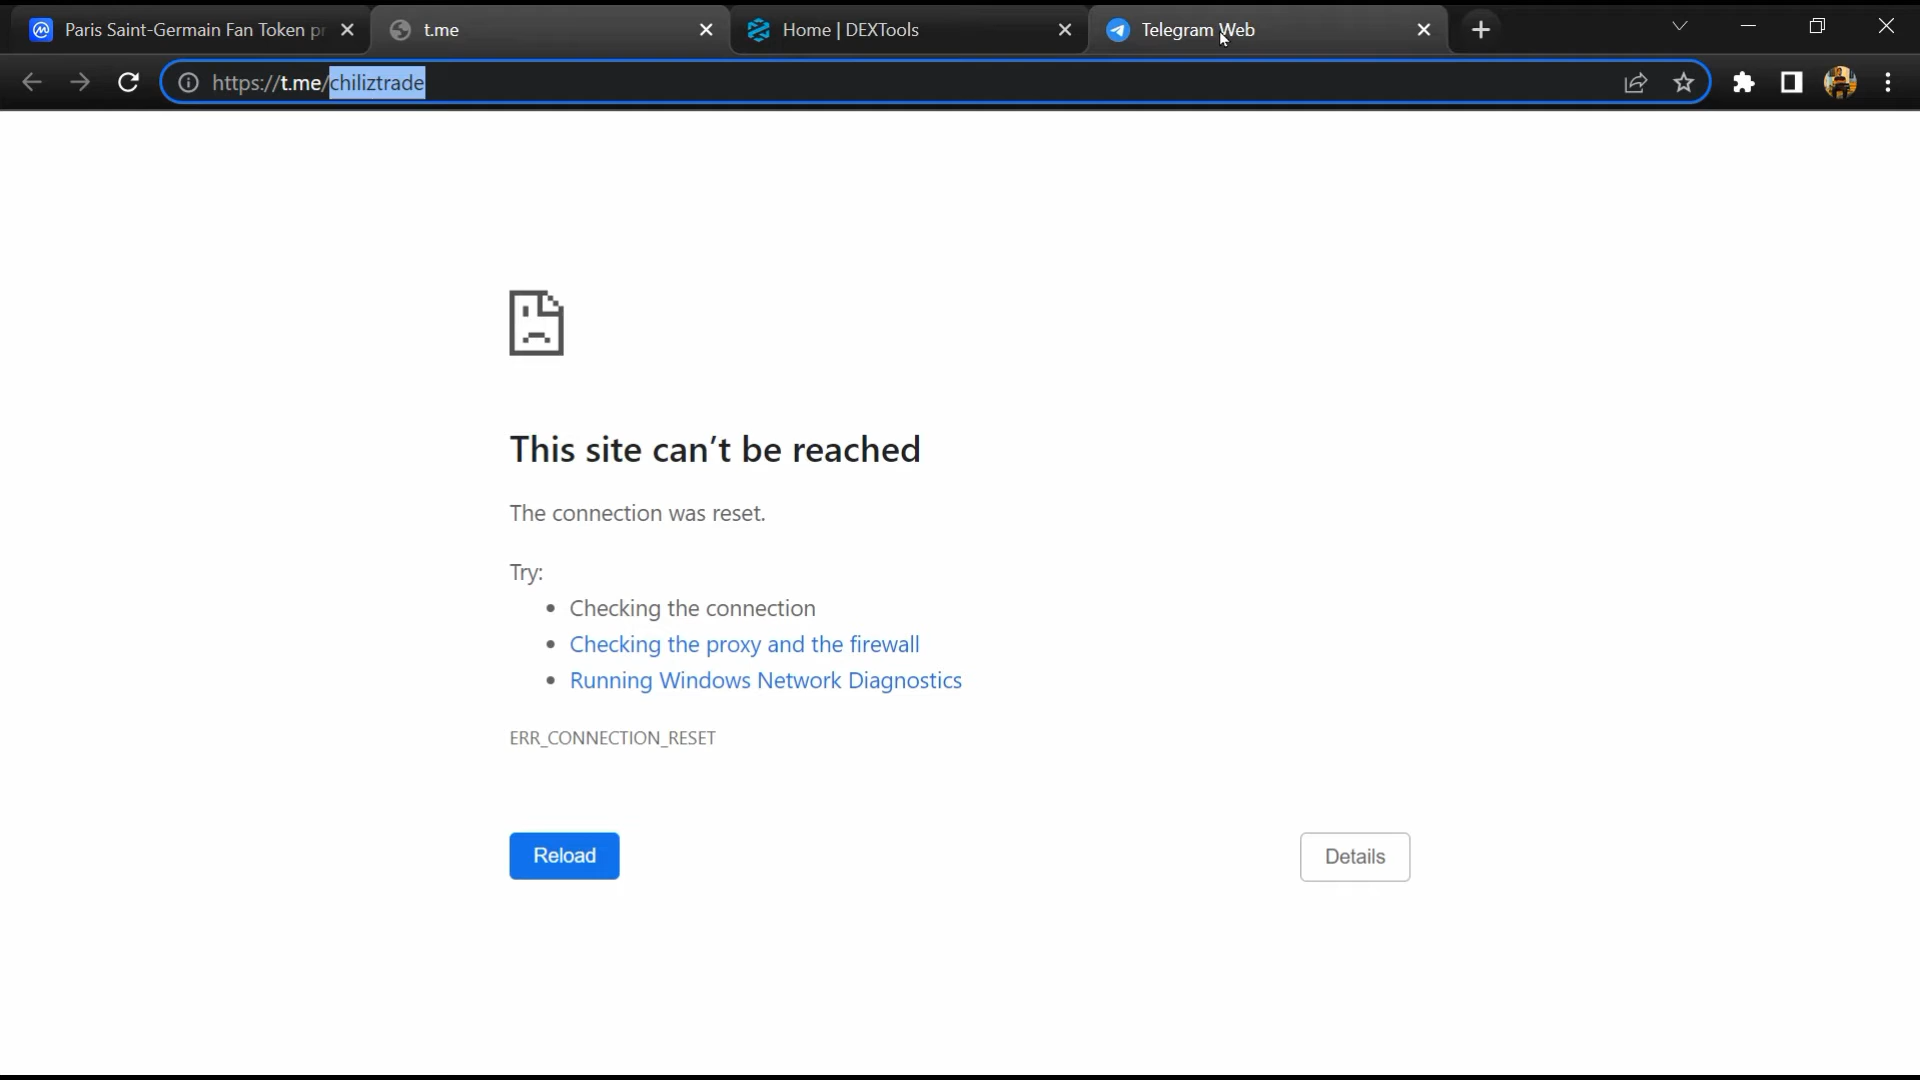 Paris Saint-Germain Fan Token pr
t.me
Home | DEXTools
Telegram Web
https://t.me/chiliztrade
This site can't be reached
The connection was reset.
Try:
• Checking the connection
• Checking the proxy and the firewall
• Running Windows Network Diagnostics
ERR_CONNECTION_RESET
Reload
Details